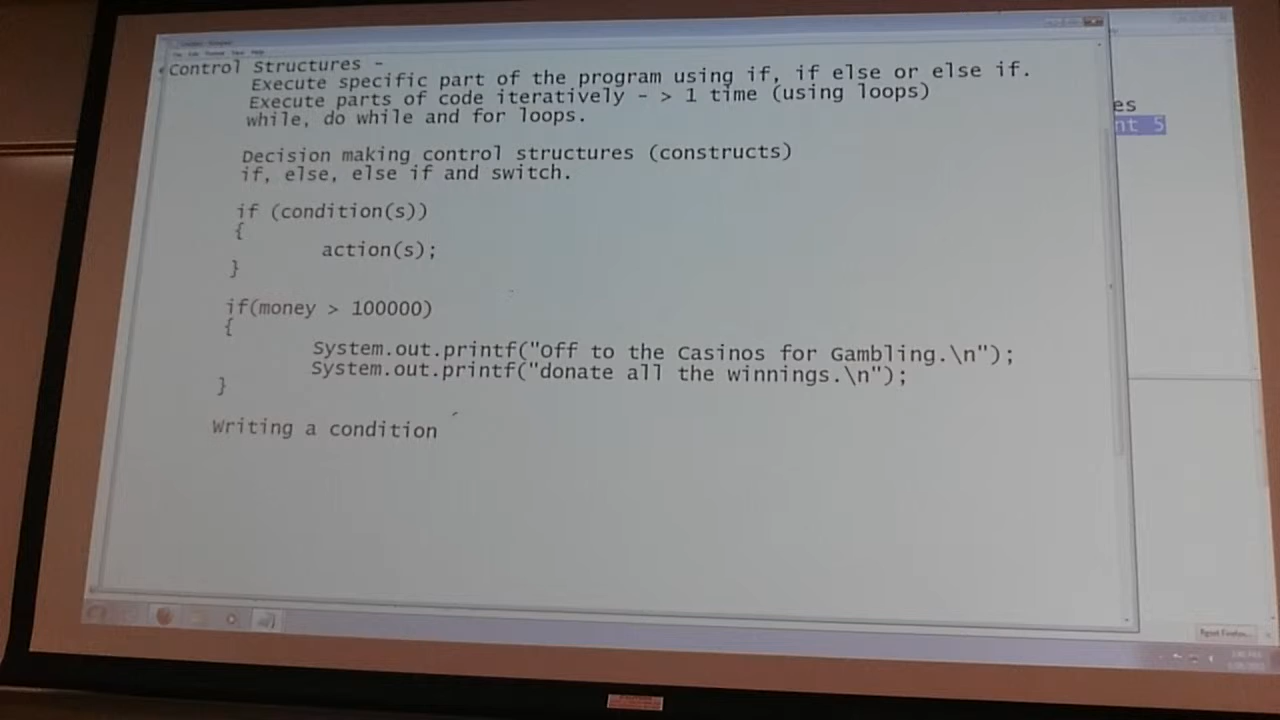 Control Structures -
Execute specific part of the program using if, if else or else if.
Execute parts of code iteratively - > 1 time (using loops)
while, do while and for loops.
Decision making control structures (constructs)
if, else, else if and switch.
if (condition(s))
{
action(s);
}
if(money > 100000)
{
System.out.printf("Off to the Casinos for Gambling.\n");
System.out.printf("donate all the winnings.\n");
}
Writing a condition
es
nt 5